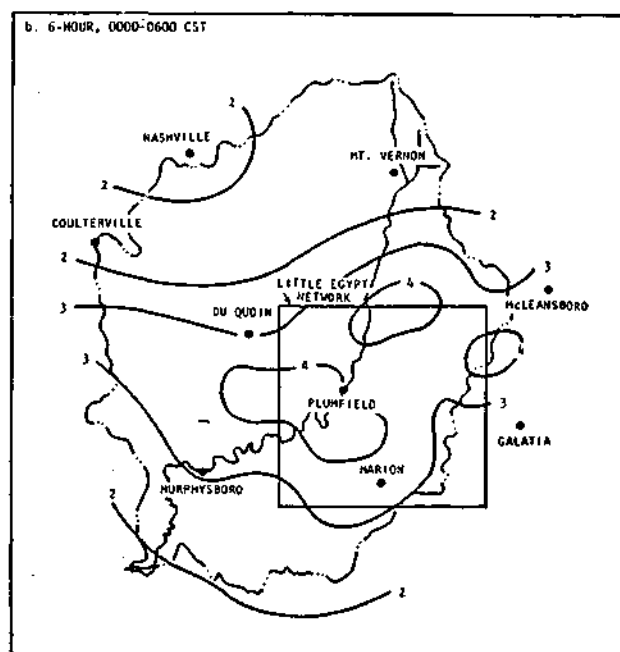 b. 6-HOUR, 0000-0600 CST
2
NASHVILLE
MT. VERNON
2
2
COULTERVILLE
2
3
LITTLE EGYPT
NETWORK
4
3
DU QUOIN
McLEANSBORO
4
3
4
PLUMFIELD
3
GALATIA
MARION
MURPHYSBORO
2
2